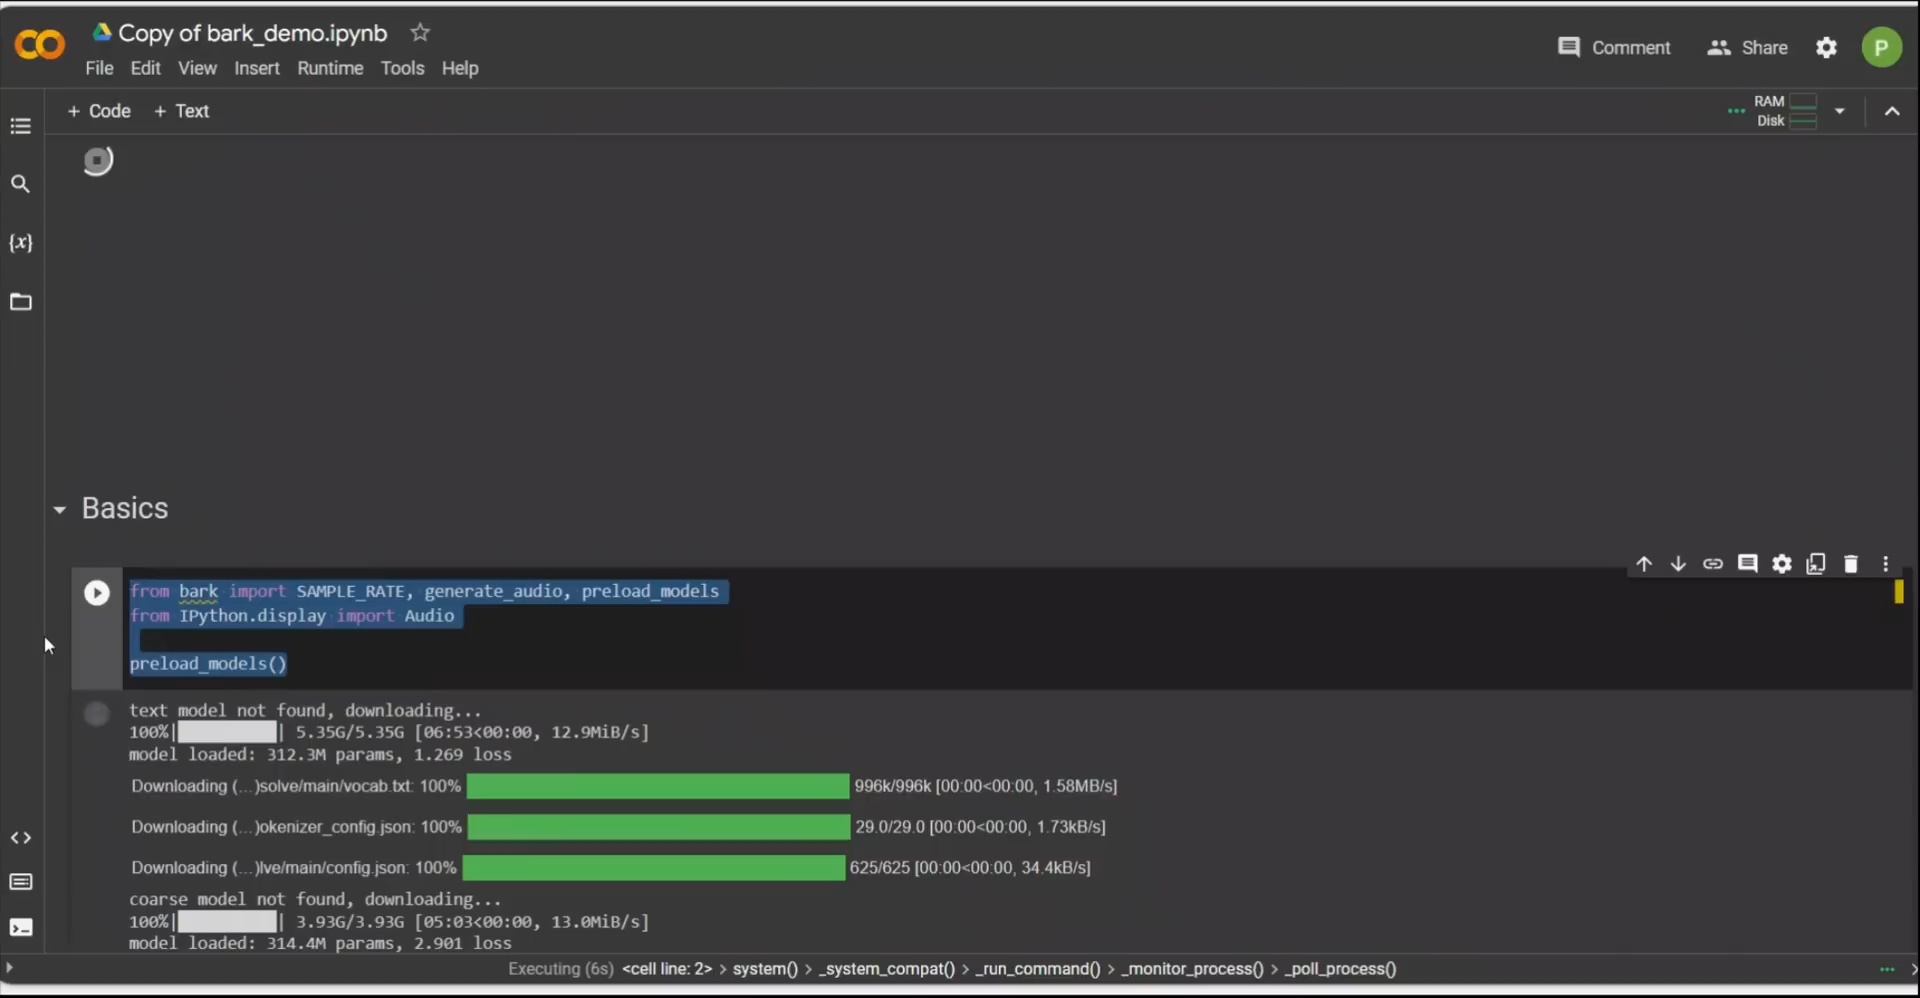 Copy of bark_demo.ipynb
Comment
Share
P
File Edit View Insert Runtime Tools Help
+ Code + Text
RAM
Disk
{x}
Basics
from bark import SAMPLE_RATE, generate_audio, preload_models
from IPython.display import Audio
preload_models()
text model not found, downloading...
100%|██████████| 5.35G/5.35G [06:53<00:00, 12.9MiB/s]
model loaded: 312.3M params, 1.269 loss
Downloading (…)solve/main/vocab.txt: 100% 996k/996k [00:00<00:00, 1.58MB/s]
Downloading (…)okenizer_config.json: 100% 29.0/29.0 [00:00<00:00, 1.73kB/s]
Downloading (…)lve/main/config.json: 100% 625/625 [00:00<00:00, 34.4kB/s]
coarse model not found, downloading...
100%|██████████| 3.93G/3.93G [05:03<00:00, 13.0MiB/s]
model loaded: 314.4M params, 2.901 loss
Executing (6s) <cell line: 2> > system() > _system_compat() > _run_command() > _monitor_process() > _poll_process()